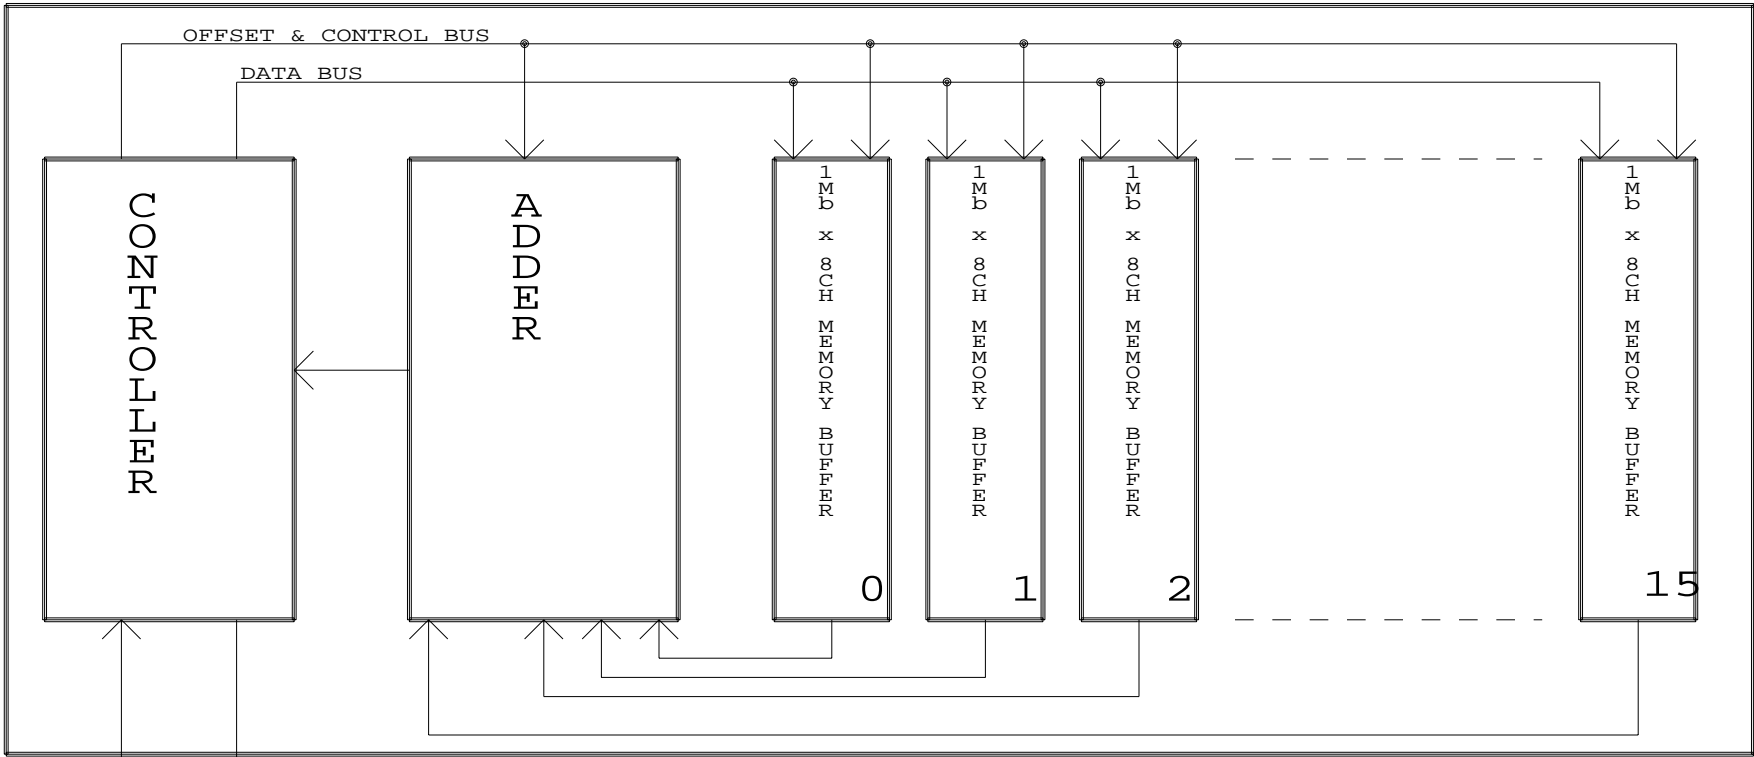 OFFSET & CONTROL BUS
DATA BUS
CONTROLLER
ADDER
1Mb x 8CH MEMORY BUFFER
0
1Mb x 8CH MEMORY BUFFER
1
1Mb x 8CH MEMORY BUFFER
2
1Mb x 8CH MEMORY BUFFER
15